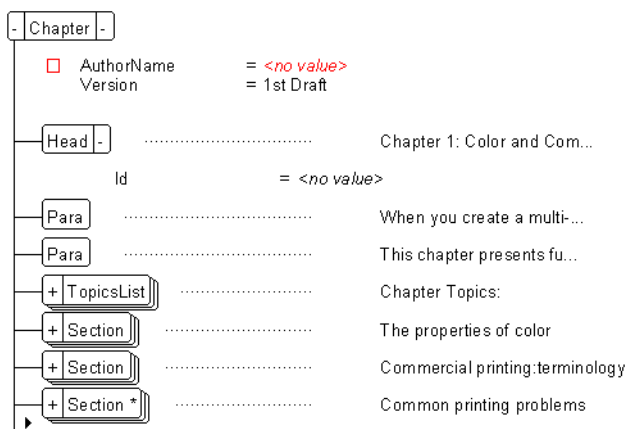 - Chapter -
AuthorName = <no value>
Version = 1st Draft
Head - Chapter 1: Color and Com...
Id = <no value>
Para When you create a multi-...
Para This chapter presents fu...
+ TopicsList Chapter Topics:
+ Section The properties of color
+ Section Commercial printing:terminology
+ Section * Common printing problems